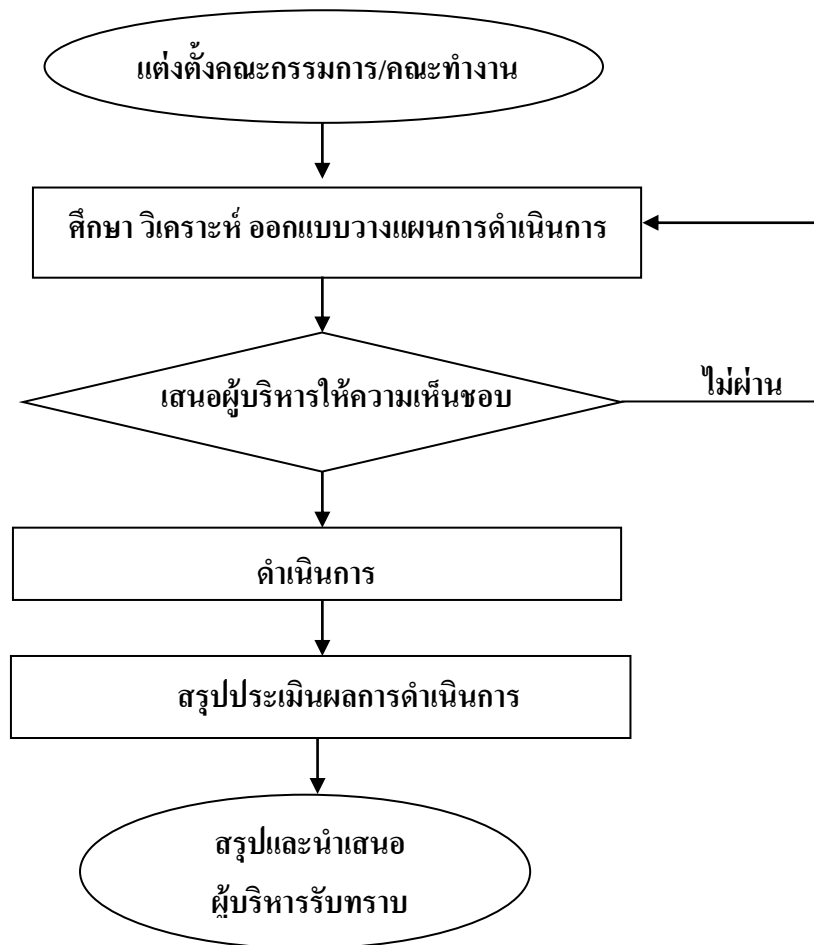 แต่งตั้งคณะกรรมการ/คณะทำงาน
ศึกษา วิเคราะห์ ออกแบบวางแผนการดำเนินการ
เสนอผู้บริหารให้ความเห็นชอบ
ไม่ผ่าน
ดำเนินการ
สรุปประเมินผลการดำเนินการ
สรุปและนำเสนอ
ผู้บริหารรับทราบ